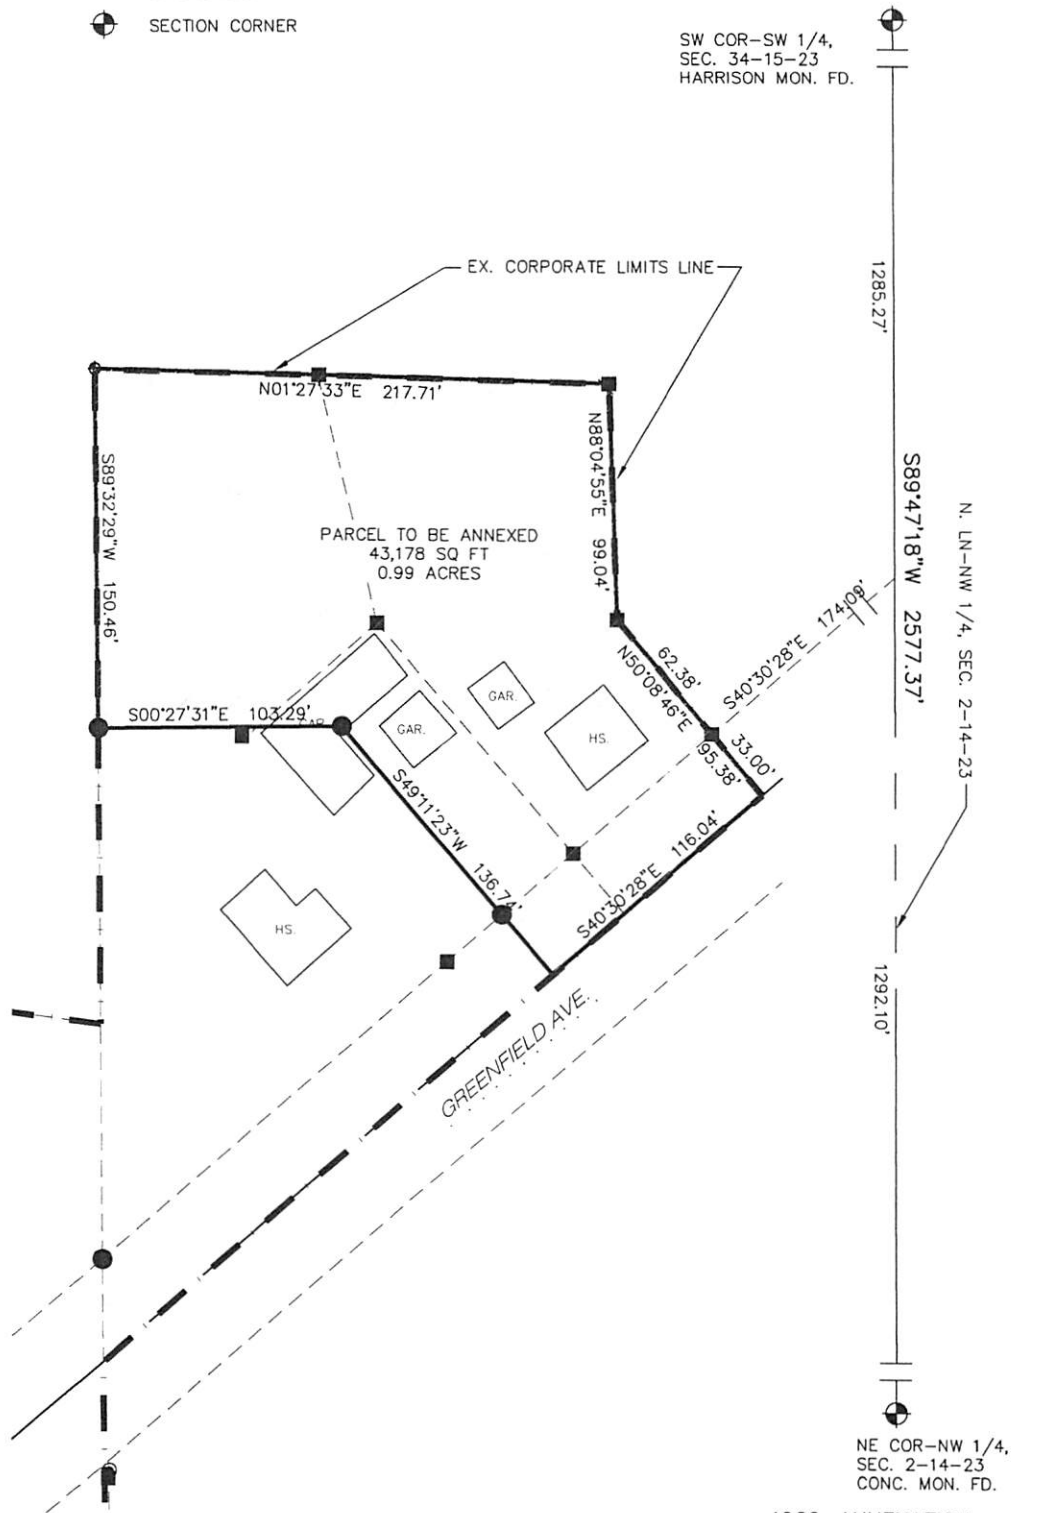 SECTION CORNER
SW COR-SW 1/4,
SEC. 34-15-23
HARRISON MON. FD.
1285.27'
EX. CORPORATE LIMITS LINE
N01°27'33"E 217.71'
N88°04'55"E 99.04'
S89°32'29"W 150.46'
PARCEL TO BE ANNEXED
43,178 SQ FT
0.99 ACRES
S89°47'18"W 2577.37'
N. LN-NW 1/4, SEC. 2-14-23
S40°30'28"E 174.09'
62.38'
N50°08'46"E 95.38'
33.00'
S00°27'31"E 103.29'
GAR.
GAR.
GAR.
HS.
S49°11'23"W 136.74'
S40°30'28"E 116.04'
HS.
GREENFIELD AVE.
1292.10'
NE COR-NW 1/4,
SEC. 2-14-23
CONC. MON. FD.